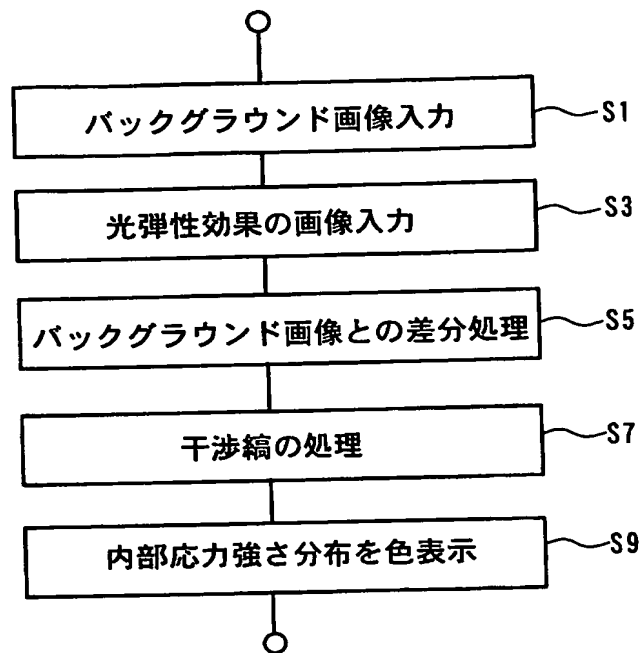 バックグラウンド画像入力
S1
光弾性効果の画像入力
S3
バックグラウンド画像との差分処理
S5
干渉縞の処理
S7
内部応力強さ分布を色表示
S9